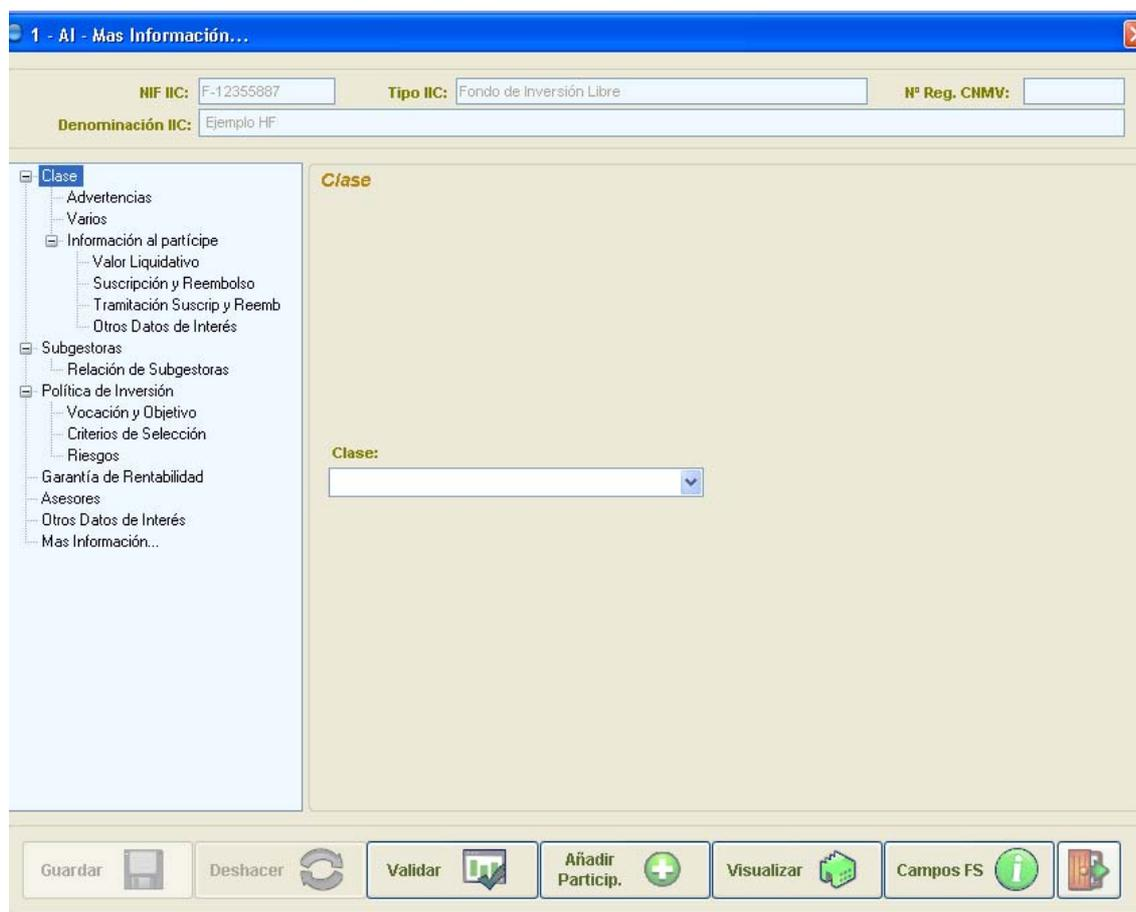 1 - AI - Mas Información...
NIF IIC: F-12355887 Tipo IIC: Fondo de Inversión Libre Nº Reg. CNMV:
Denominación IIC: Ejemplo HF
Clase
Advertencias
Varios
Información al partícipe
Valor Liquidativo
Suscripción y Reembolso
Tramitación Suscrip y Reemb
Otros Datos de Interés
Subgestoras
Relación de Subgestoras
Política de Inversión
Vocación y Objetivo
Criterios de Selección
Riesgos
Garantía de Rentabilidad
Asesores
Otros Datos de Interés
Mas Información...
Clase
Clase:
Guardar Deshacer Validar Añadir Particip. Visualizar Campos FS